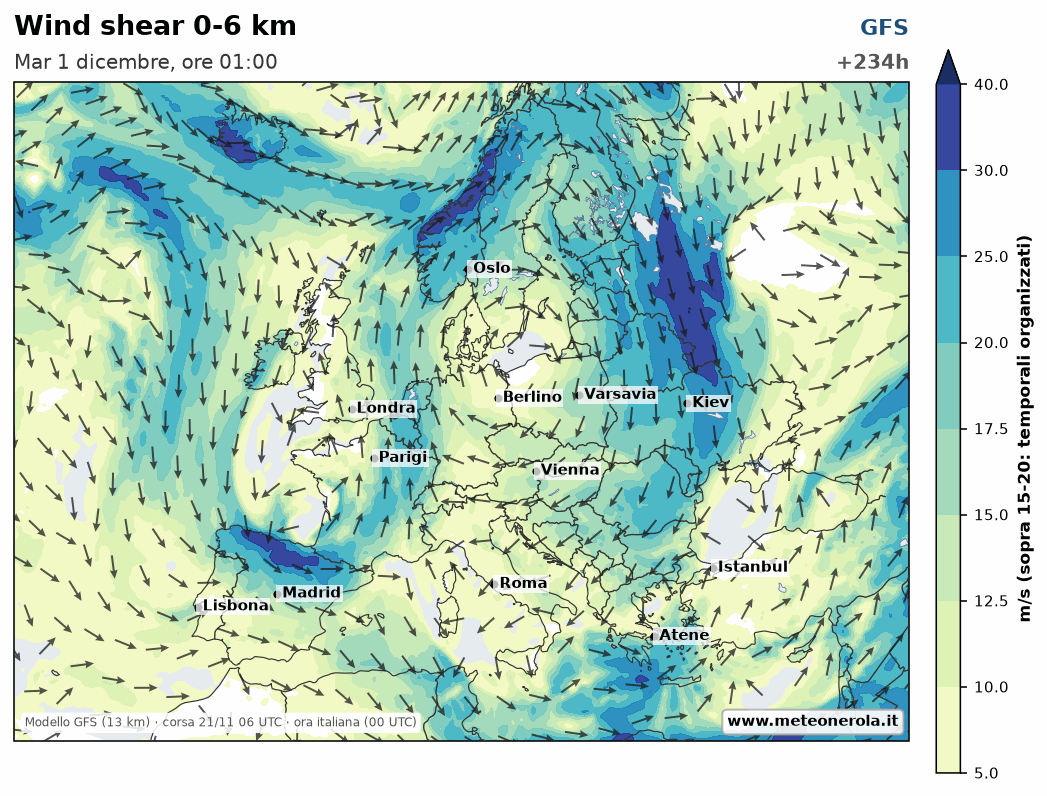 Wind shear 0-6 km
GFS
Mar 1 dicembre, ore 01:00
+234h
40.0
30.0
25.0
20.0
17.5
15.0
12.5
10.0
5.0
m/s (sopra 15-20: temporali organizzati)
Oslo
Berlino
Varsavia
Kiev
Londra
Parigi
Vienna
Istanbul
Roma
Madrid
Lisbona
Atene
Modello GFS (13 km) · corsa 21/11 06 UTC · ora italiana (00 UTC)
www.meteonerola.it